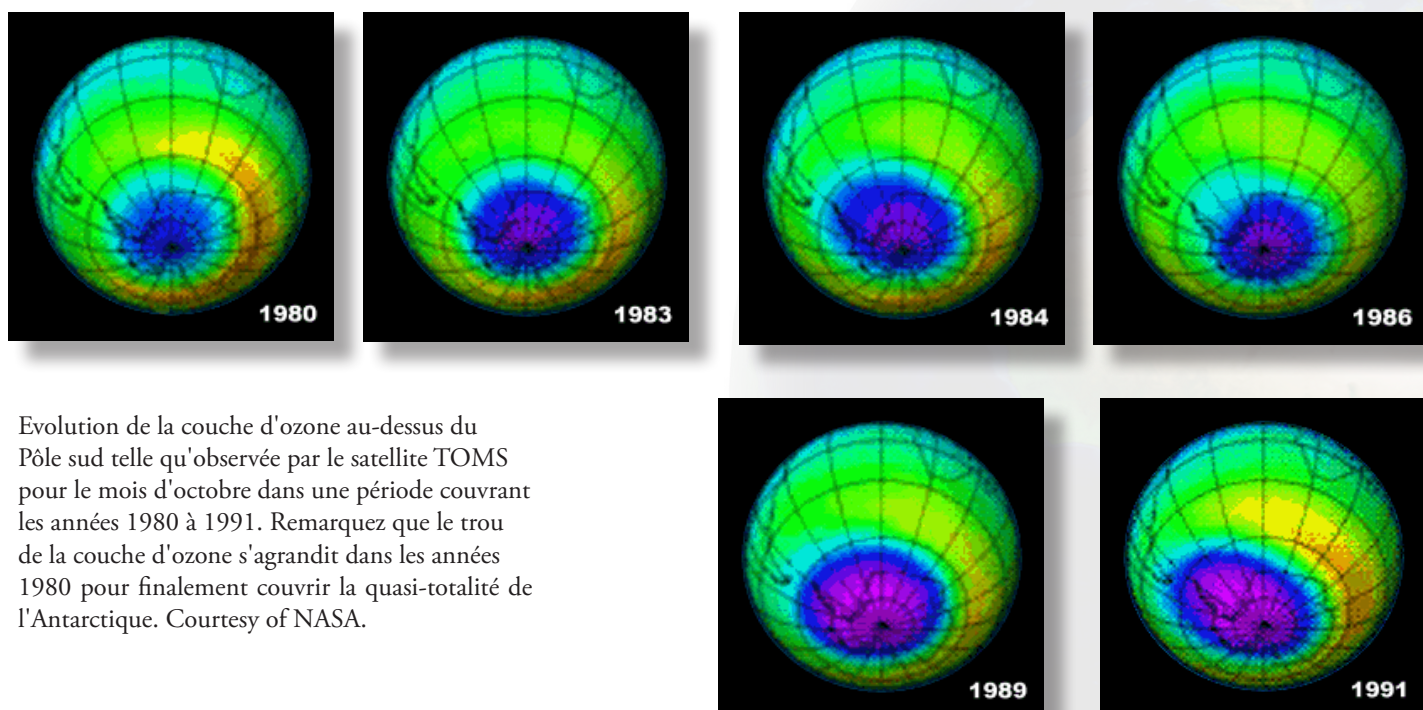 1980
1983
1984
1986
Evolution de la couche d'ozone au-dessus du
Pôle sud telle qu'observée par le satellite TOMS
pour le mois d'octobre dans une période couvrant
les années 1980 à 1991. Remarquez que le trou
de la couche d'ozone s'agrandit dans les années
1980 pour finalement couvrir la quasi-totalité de
l'Antarctique. Courtesy of NASA.
1989
1991